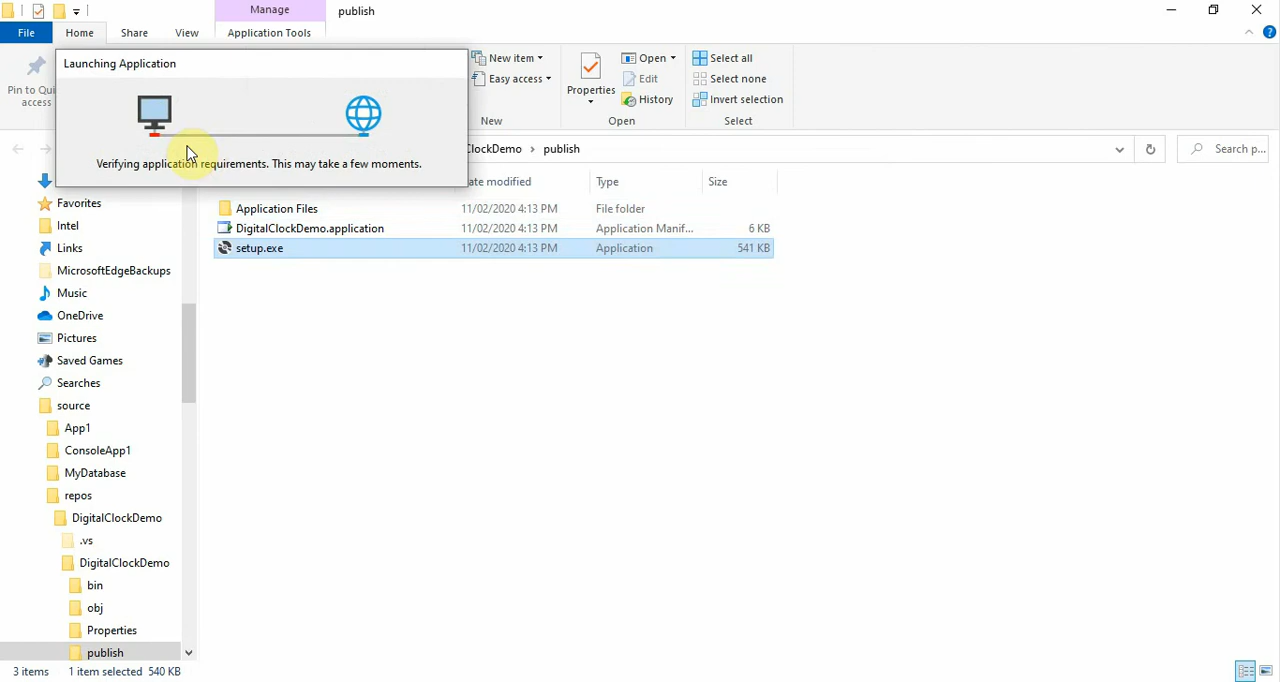 Manage
publish
File
Home
Share
View
Application Tools
Launching Application
Verifying application requirements. This may take a few moments.
Pin to Qui
access
New item
Easy access
New
Properties
Open
Edit
History
Open
Select all
Select none
Invert selection
Select
ClockDemo > publish
Search p...
ate modified
Type
Size
Application Files 11/02/2020 4:13 PM File folder
DigitalClockDemo.application 11/02/2020 4:13 PM Application Manif... 6 KB
setup.exe 11/02/2020 4:13 PM Application 541 KB
Favorites
Intel
Links
MicrosoftEdgeBackups
Music
OneDrive
Pictures
Saved Games
Searches
source
App1
ConsoleApp1
MyDatabase
repos
DigitalClockDemo
.vs
DigitalClockDemo
bin
obj
Properties
publish
3 items 1 item selected 540 KB